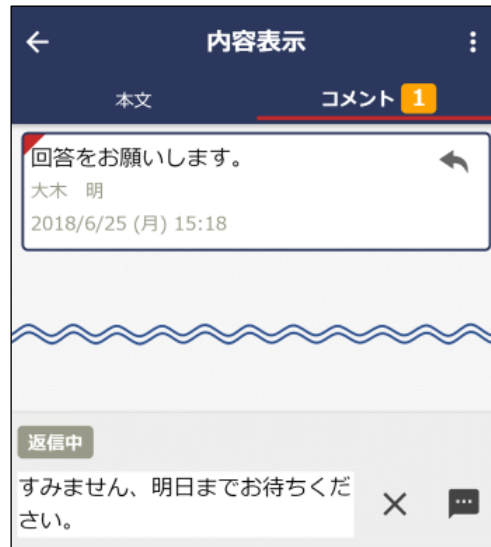 内容表示
本文
コメント 1
回答をお願いします。
大木 明
2018/6/25 (月) 15:18
返信中
すみません、明日までお待ちくだ
さい。